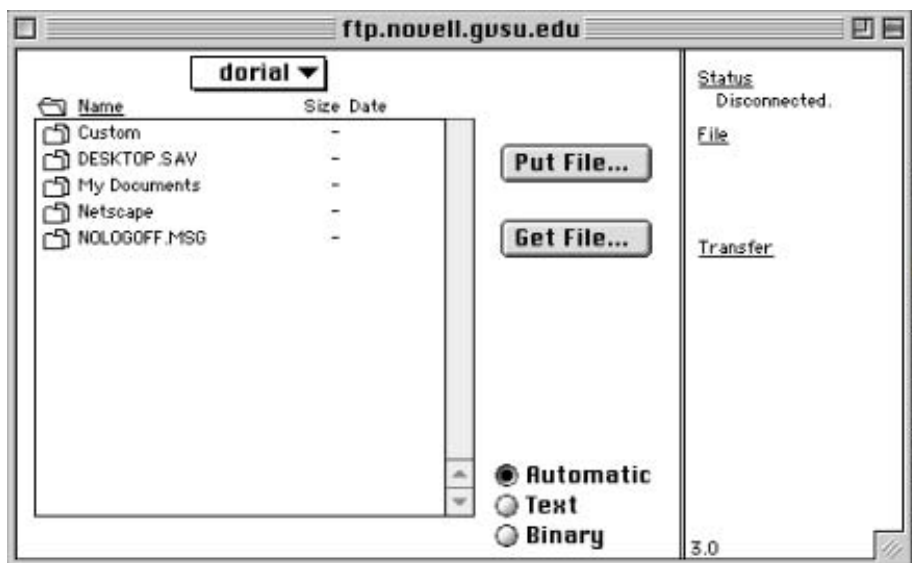 ftp.novell.gvsu.edu
dorial
Name Size Date
Custom -
DESKTOP.SAV -
My Documents -
Netscape -
NOLOGOFF.MSG -
Put File...
Get File...
Automatic
Text
Binary
Status
Disconnected.
File
Transfer
3.0